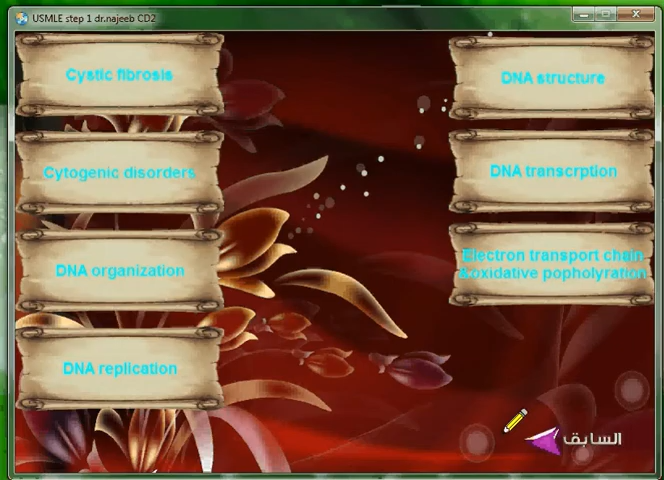 USMLE step 1 dr.najeeb CD2
Cystic fibrosis
Cytogenic disorders
DNA organization
DNA replication
DNA structure
DNA transcrption
Electron transport chain
&oxidative popholyration
السابق